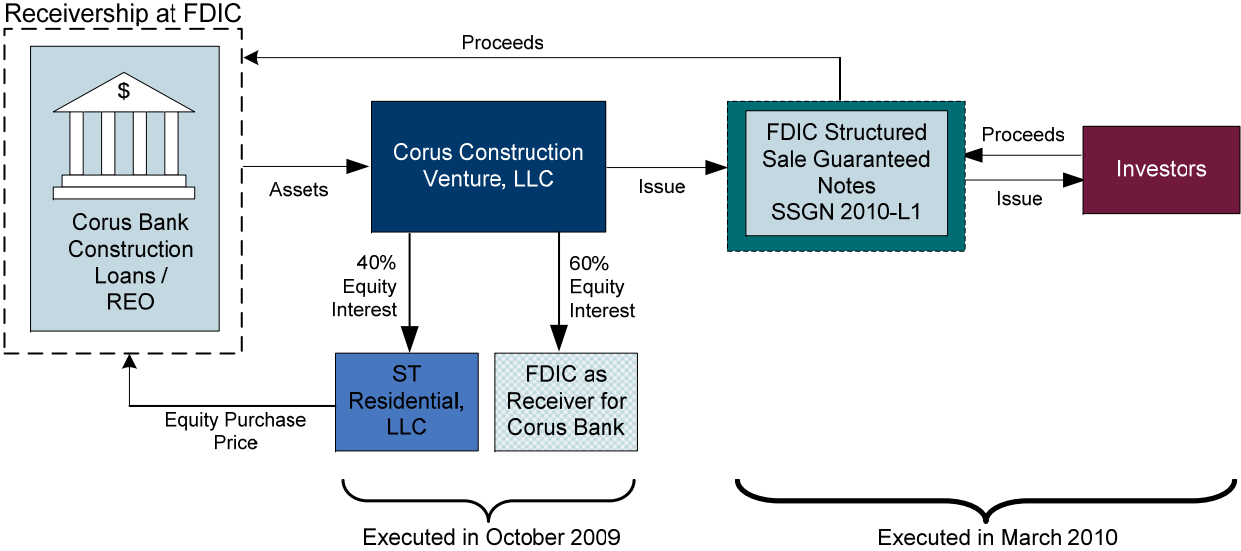 Receivership at FDIC
$
Corus Bank
Construction
Loans /
REO
Proceeds
Assets
Corus Construction
Venture, LLC
Issue
FDIC Structured
Sale Guaranteed
Notes
SSGN 2010-L1
Proceeds
Issue
Investors
40%
Equity
Interest
60%
Equity
Interest
ST
Residential,
LLC
FDIC as
Receiver for
Corus Bank
Equity Purchase
Price
Executed in October 2009
Executed in March 2010